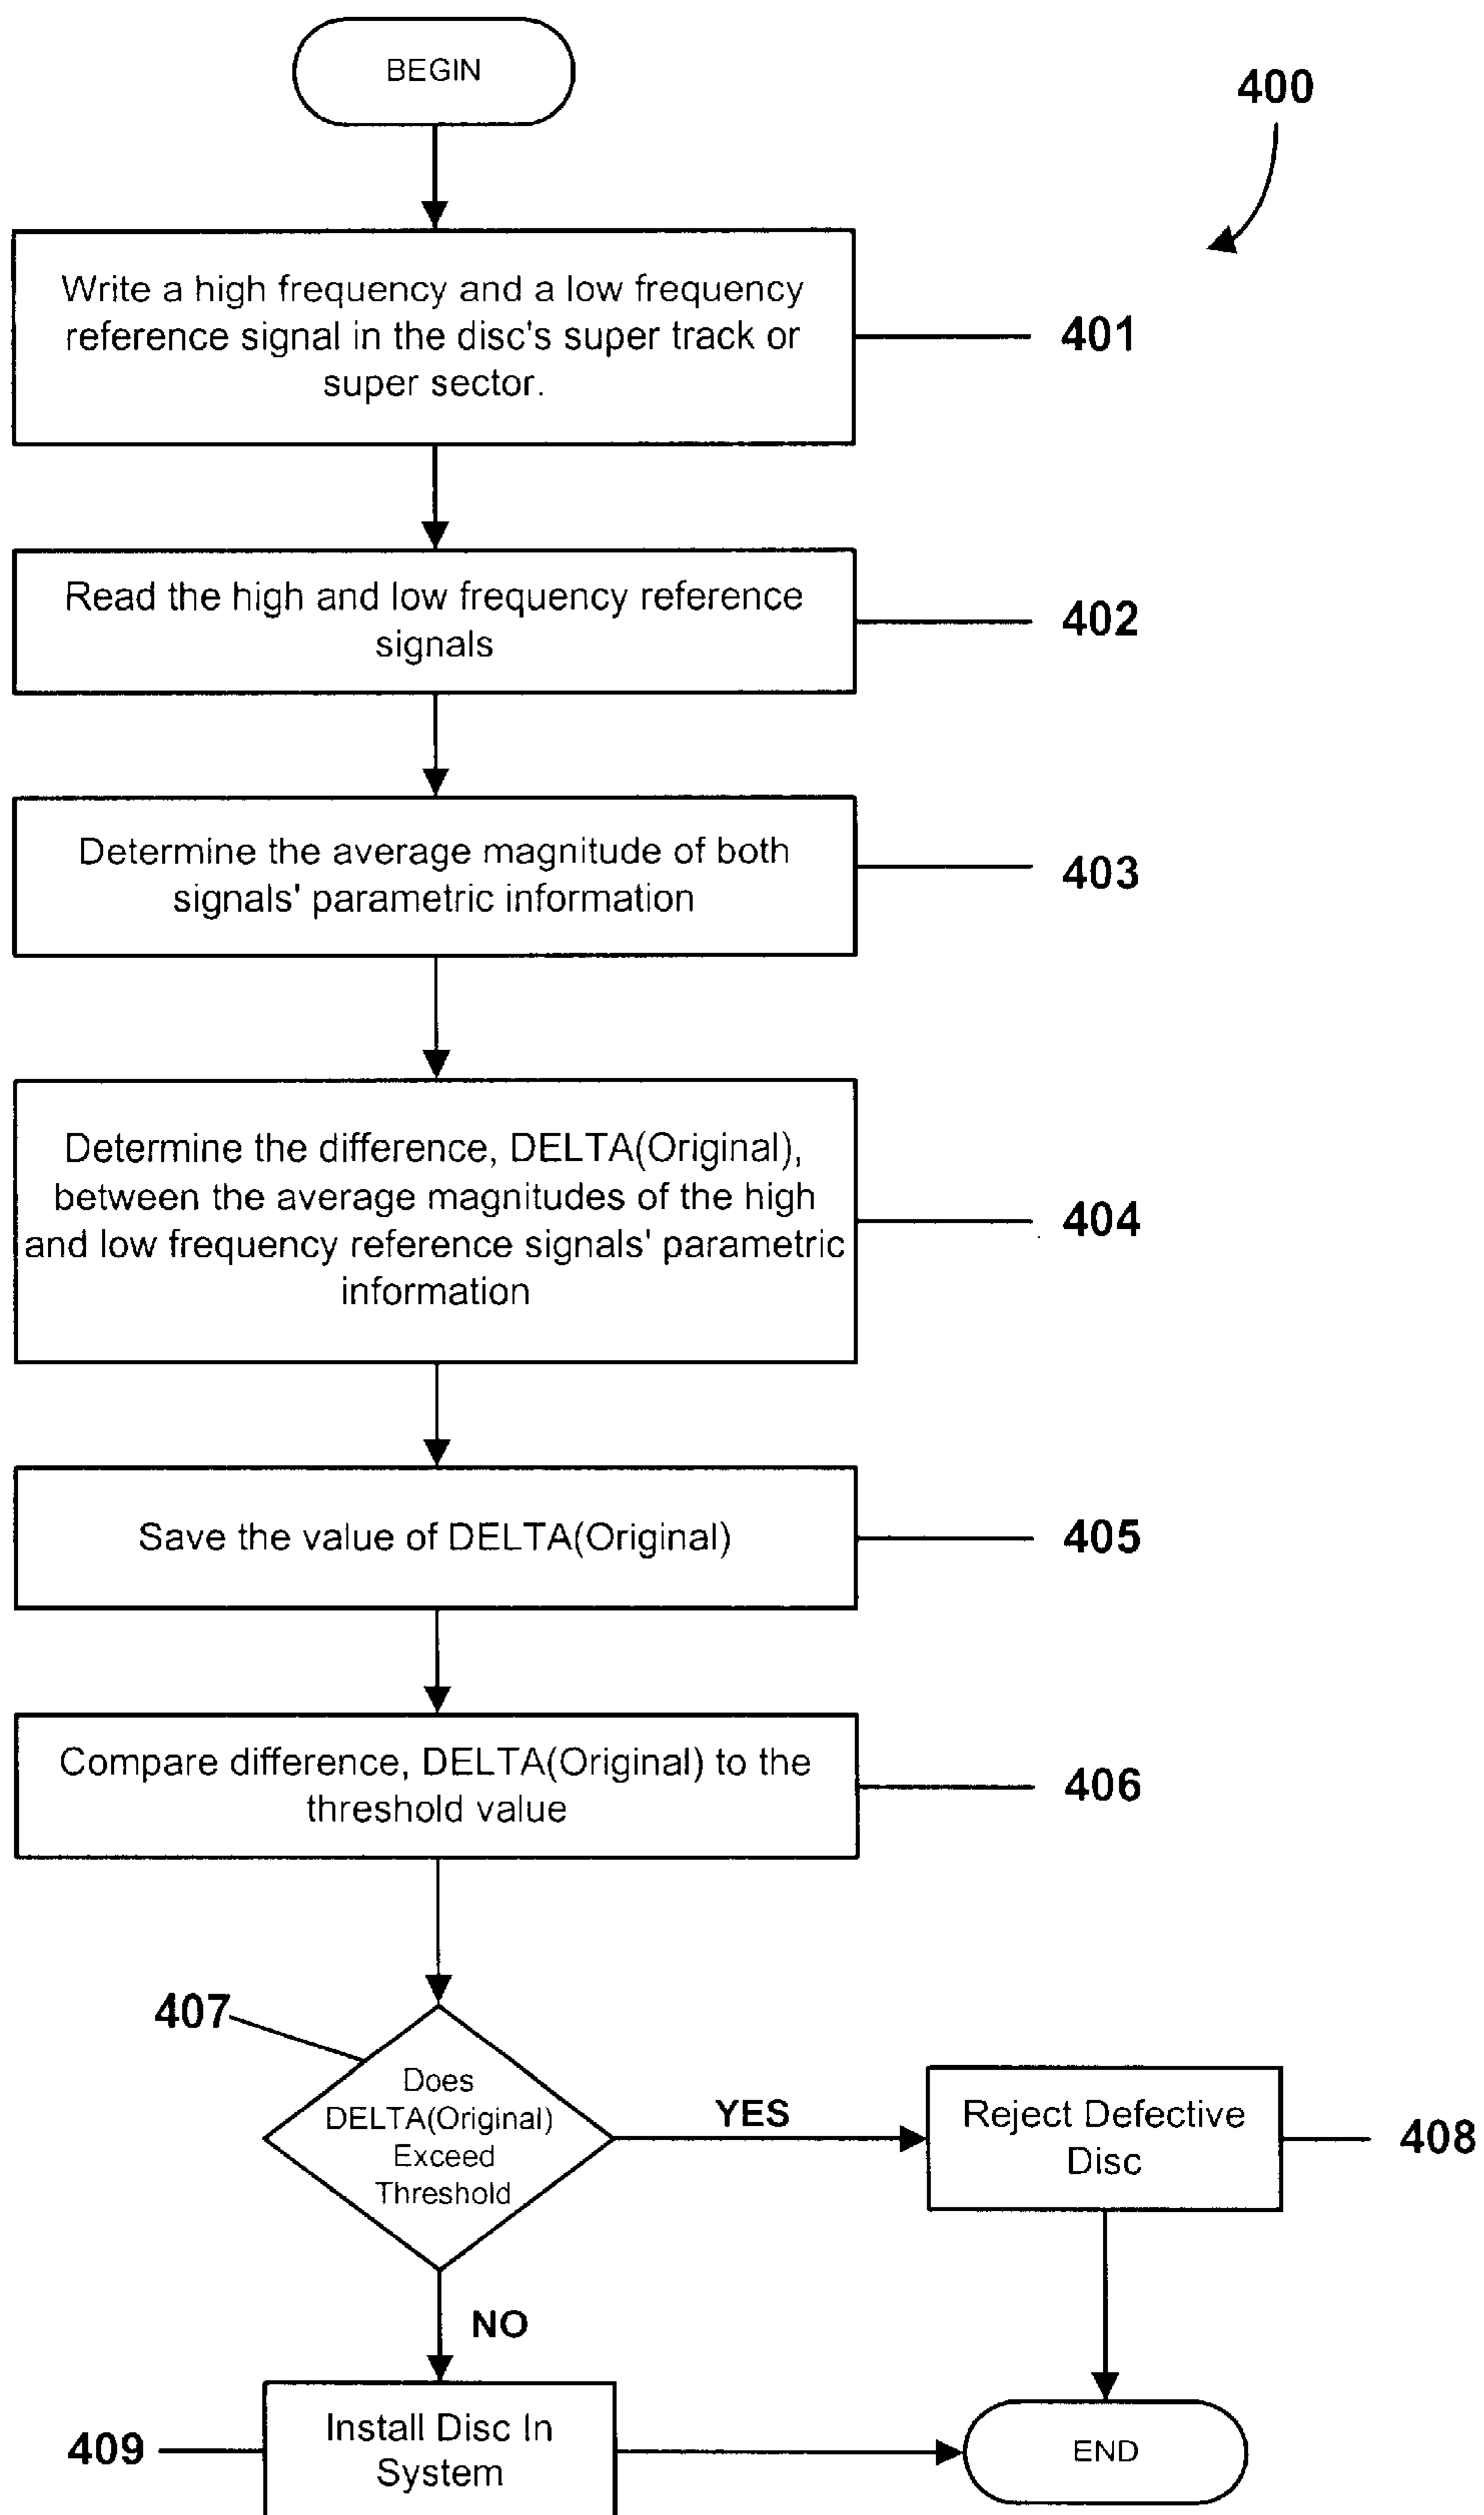 BEGIN
400
Write a high frequency and a low frequency
reference signal in the disc's super track or
super sector.
401
Read the high and low frequency reference
signals
402
Determine the average magnitude of both
signals' parametric information
403
Determine the difference, DELTA(Original),
between the average magnitudes of the high
and low frequency reference signals' parametric
information
404
Save the value of DELTA(Original)
405
Compare difference, DELTA(Original) to the
threshold value
406
407
Does
DELTA(Original)
Exceed
Threshold
YES
Reject Defective
Disc
408
NO
409
Install Disc In
System
END